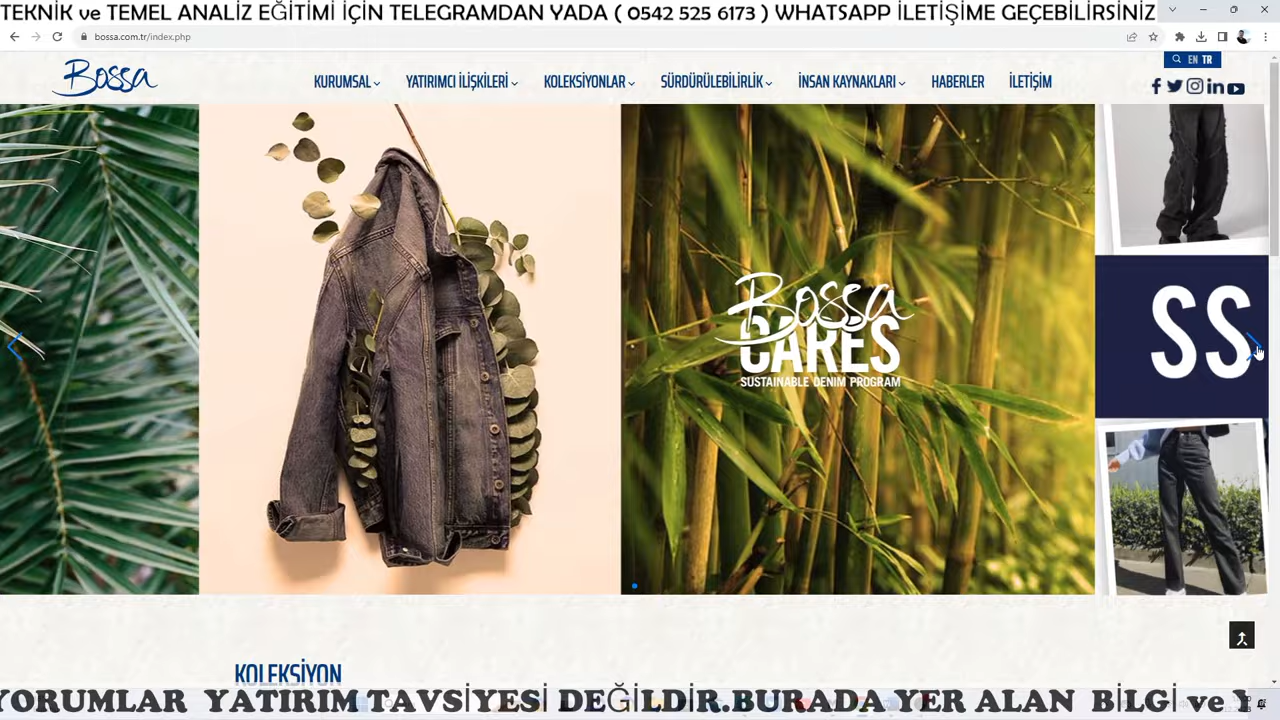 TEKNİK ve TEMEL ANALİZ EĞİTİMİ İÇİN TELEGRAMDAN YADA ( 0542 525 6173 ) WHATSAPP İLETİŞİME GEÇEBİLİRSİNİZ
bossa.com.tr/index.php
EN TR
Bossa
KURUMSAL YATIRIMCI İLİŞKİLERİ KOLEKSİYONLAR SÜRDÜRÜLEBİLİRLİK İNSAN KAYNAKLARI HABERLER İLETİŞİM
Bossa
CARES
SUSTAINABLE DENIM PROGRAM
SS
KOLEKSİYON
YORUMLAR YATIRIM TAVSİYESİ DEĞİLDİR.BURADA YER ALAN BİLGİ ve Y